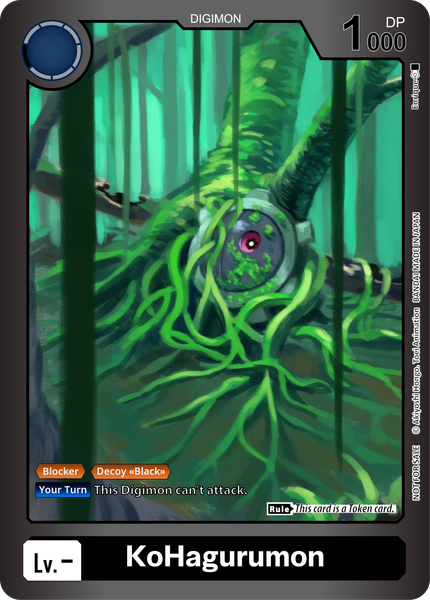 DIGIMON
DP
1000
Enrique
Blocker Decoy «Black»
Your Turn This Digimon can't attack.
Rule This card is a Token card.
NOT FOR SALE © Akiyoshi Hongo, Toei Animation BANDAI MADE IN JAPAN
Lv.-
KoHagurumon